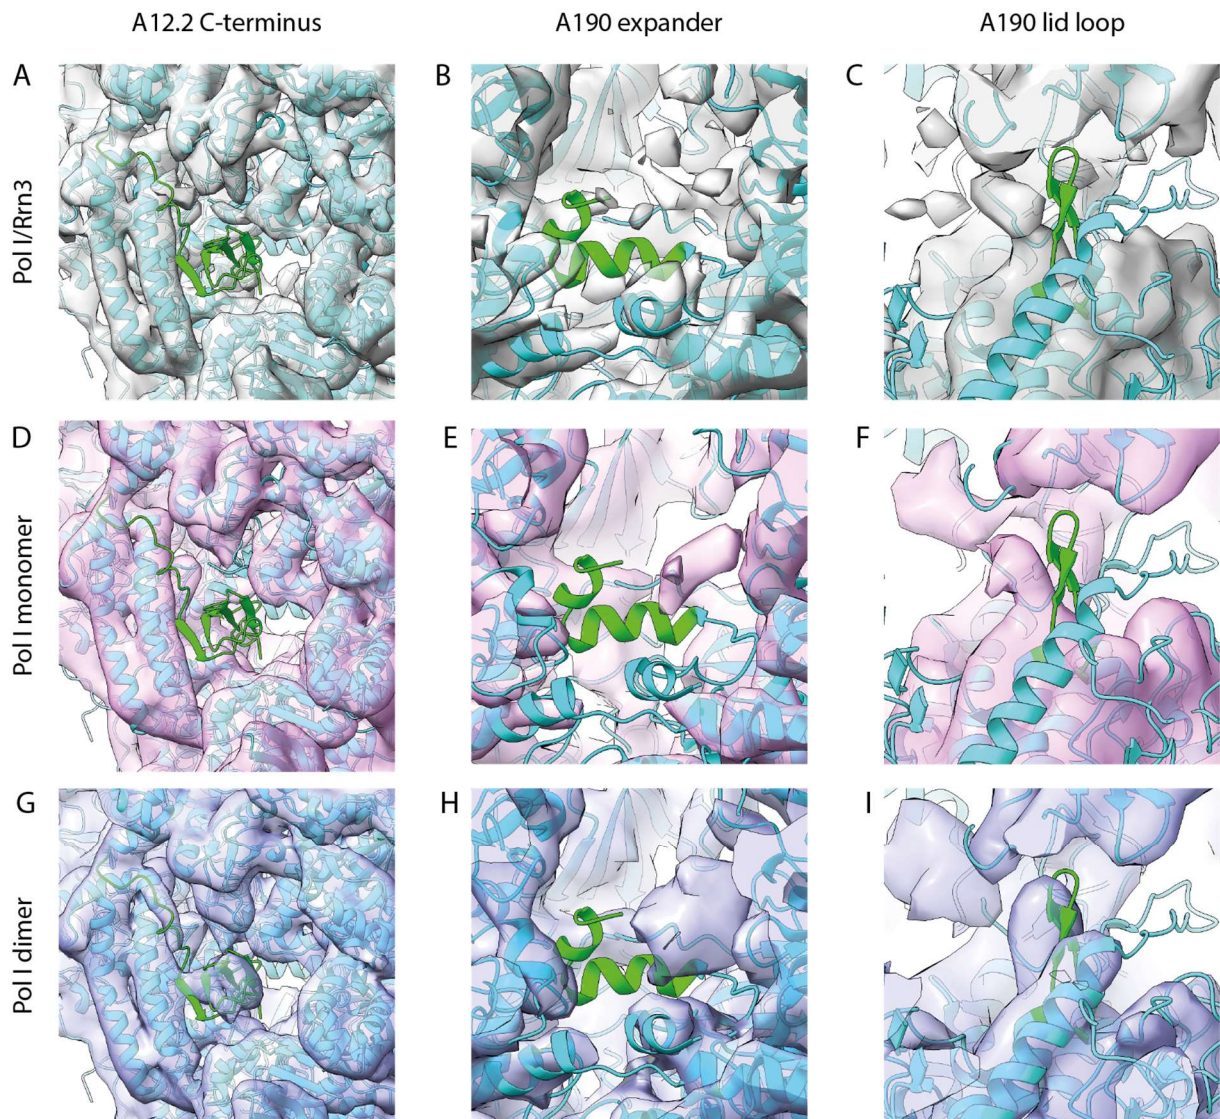 A12.2 C-terminus
A190 expander
A190 lid loop
A
B
C
Pol I/Rrn3
D
E
F
Pol I monomer
G
H
I
Pol I dimer